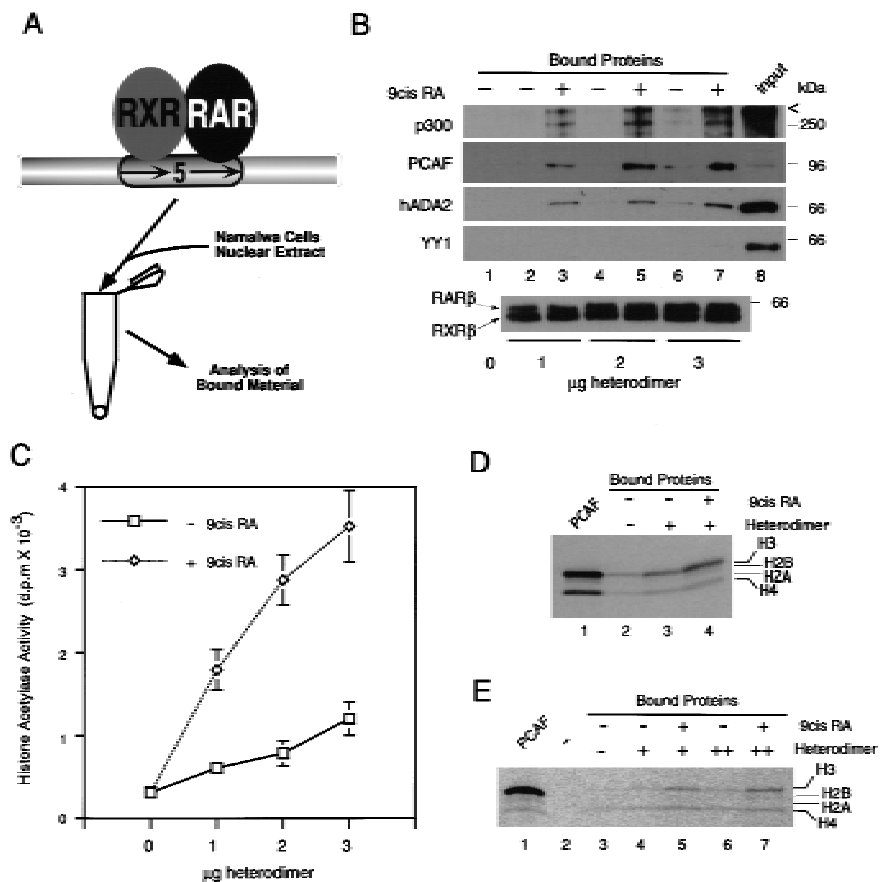 A
RXR RAR
5
Namalwa Cells
Nuclear Extract
Analysis of
Bound Material
B
Bound Proteins
9cis RA − − + − + − + Input kDa
p300 <
250
PCAF 96
hADA2 66
YY1 66
1 2 3 4 5 6 7 8
RARβ 66
RXRβ
0 1 2 3
μg heterodimer
C
Histone Acetylase Activity (d.p.m X 10⁻³)
4
3
2
1
0
− 9cis RA
+ 9cis RA
0 1 2 3
μg heterodimer
D
Bound Proteins
PCAF − − + 9cis RA
− + + Heterodimer
H3
H2B
H2A
H4
1 2 3 4
E
Bound Proteins
PCAF - − − + − + 9cis RA
− + + ++ ++ Heterodimer
H3
H2B
H2A
H4
1 2 3 4 5 6 7